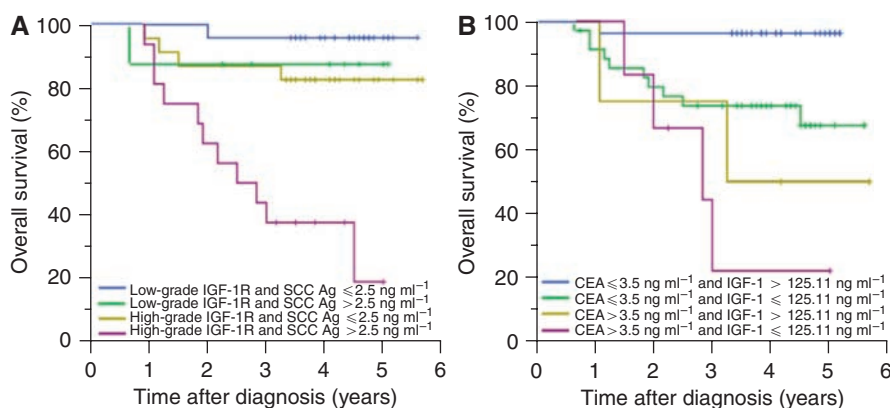 A
Overall survival (%)
100
80
60
40
20
0
Low-grade IGF-1R and SCC Ag ≤2.5 ng ml⁻¹
Low-grade IGF-1R and SCC Ag >2.5 ng ml⁻¹
High-grade IGF-1R and SCC Ag ≤2.5 ng ml⁻¹
High-grade IGF-1R and SCC Ag >2.5 ng ml⁻¹
0 1 2 3 4 5 6
Time after diagnosis (years)
B
Overall survival (%)
100
80
60
40
20
0
CEA≤3.5 ng ml⁻¹ and IGF-1 > 125.11 ng ml⁻¹
CEA≤3.5 ng ml⁻¹ and IGF-1 ≤ 125.11 ng ml⁻¹
CEA>3.5 ng ml⁻¹ and IGF-1 > 125.11 ng ml⁻¹
CEA>3.5 ng ml⁻¹ and IGF-1 ≤ 125.11 ng ml⁻¹
0 1 2 3 4 5 6
Time after diagnosis (years)